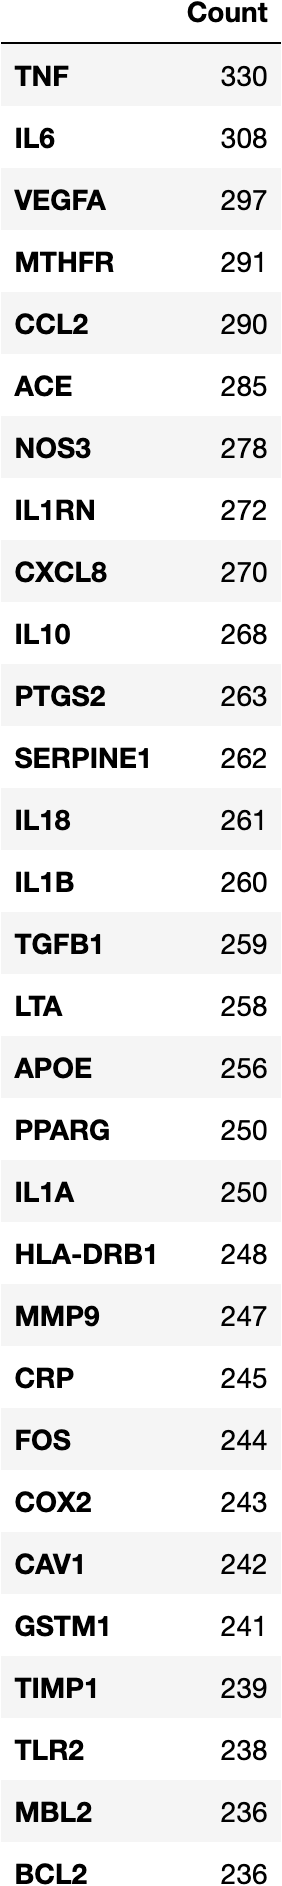 Count
TNF 330
IL6 308
VEGFA 297
MTHFR 291
CCL2 290
ACE 285
NOS3 278
IL1RN 272
CXCL8 270
IL10 268
PTGS2 263
SERPINE1 262
IL18 261
IL1B 260
TGFB1 259
LTA 258
APOE 256
PPARG 250
IL1A 250
HLA-DRB1 248
MMP9 247
CRP 245
FOS 244
COX2 243
CAV1 242
GSTM1 241
TIMP1 239
TLR2 238
MBL2 236
BCL2 236